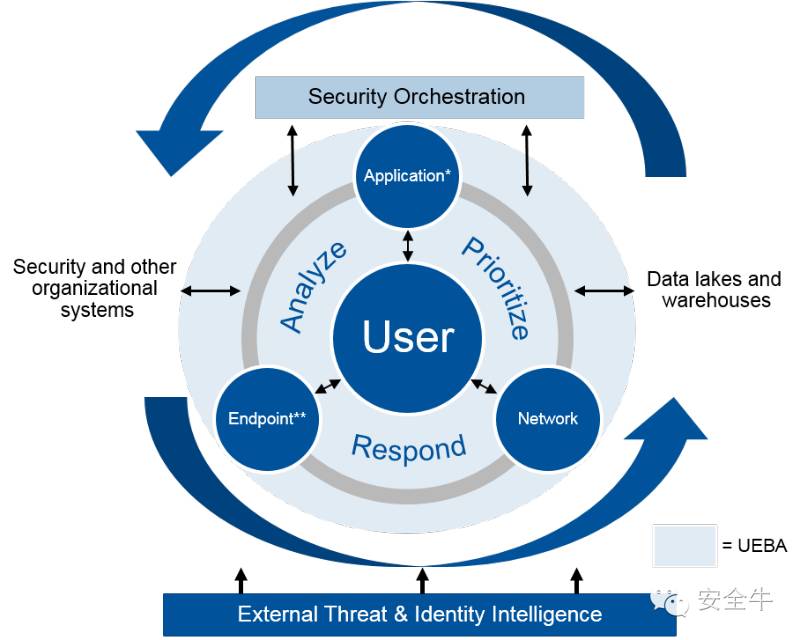 Security Orchestration
Application*
Analyze
Prioritize
Security and other
organizational
systems
Data lakes and
warehouses
User
Endpoint**
Network
Respond
= UEBA
External Threat & Identity Intelligence
安全牛